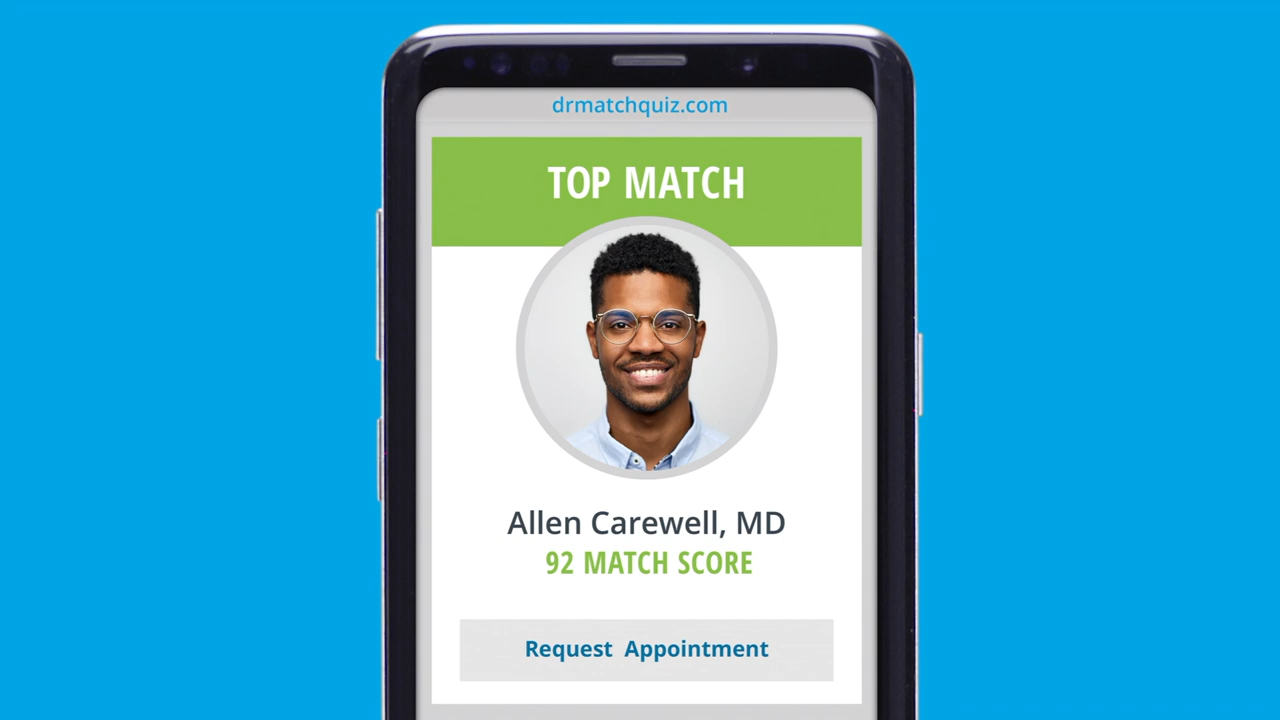 drmatchquiz.com
TOP MATCH
Allen Carewell, MD
92 MATCH SCORE
Request Appointment